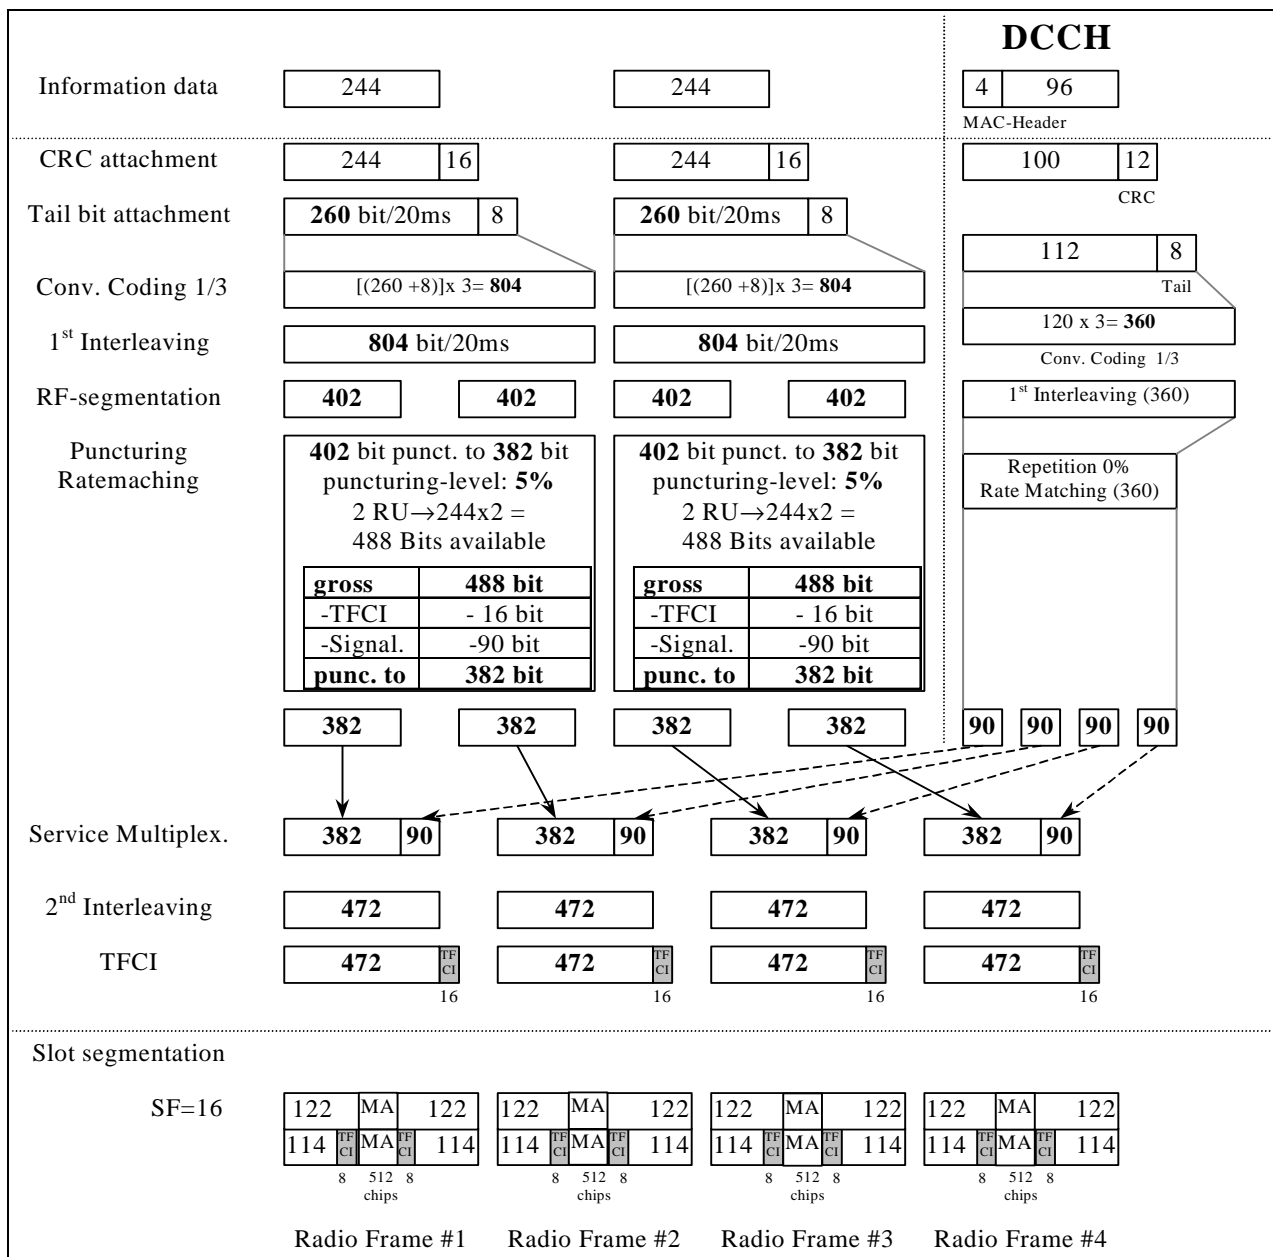 DCCH
Information data 244 244 4 96
MAC-Header
CRC attachment 244 16 244 16 100 12
CRC
Tail bit attachment 260 bit/20ms 8 260 bit/20ms 8
112 8
Tail
Conv. Coding 1/3 [(260 +8)]x 3= 804 [(260 +8)]x 3= 804
120 x 3= 360
Conv. Coding 1/3
1st Interleaving 804 bit/20ms 804 bit/20ms
RF-segmentation 402 402 402 402 1st Interleaving (360)
Puncturing
Ratemaching
402 bit punct. to 382 bit
puncturing-level: 5%
2 RU→244x2 =
488 Bits available
gross 488 bit
-TFCI - 16 bit
-Signal. -90 bit
punc. to 382 bit
402 bit punct. to 382 bit
puncturing-level: 5%
2 RU→244x2 =
488 Bits available
gross 488 bit
-TFCI - 16 bit
-Signal. -90 bit
punc. to 382 bit
Repetition 0%
Rate Matching (360)
382 382 382 382 90 90 90 90
Service Multiplex. 382 90 382 90 382 90 382 90
2nd Interleaving 472 472 472 472
TFCI 472 TF CI 472 TF CI 472 TF CI 472 TF CI
16 16 16 16
Slot segmentation
SF=16 122 MA 122 122 MA 122 122 MA 122 122 MA 122
114 TF CI MA TF CI 114 114 TF CI MA TF CI 114 114 TF CI MA TF CI 114 114 TF CI MA TF CI 114
8 512 8 8 512 8 8 512 8 8 512 8
chips chips chips chips
Radio Frame #1 Radio Frame #2 Radio Frame #3 Radio Frame #4